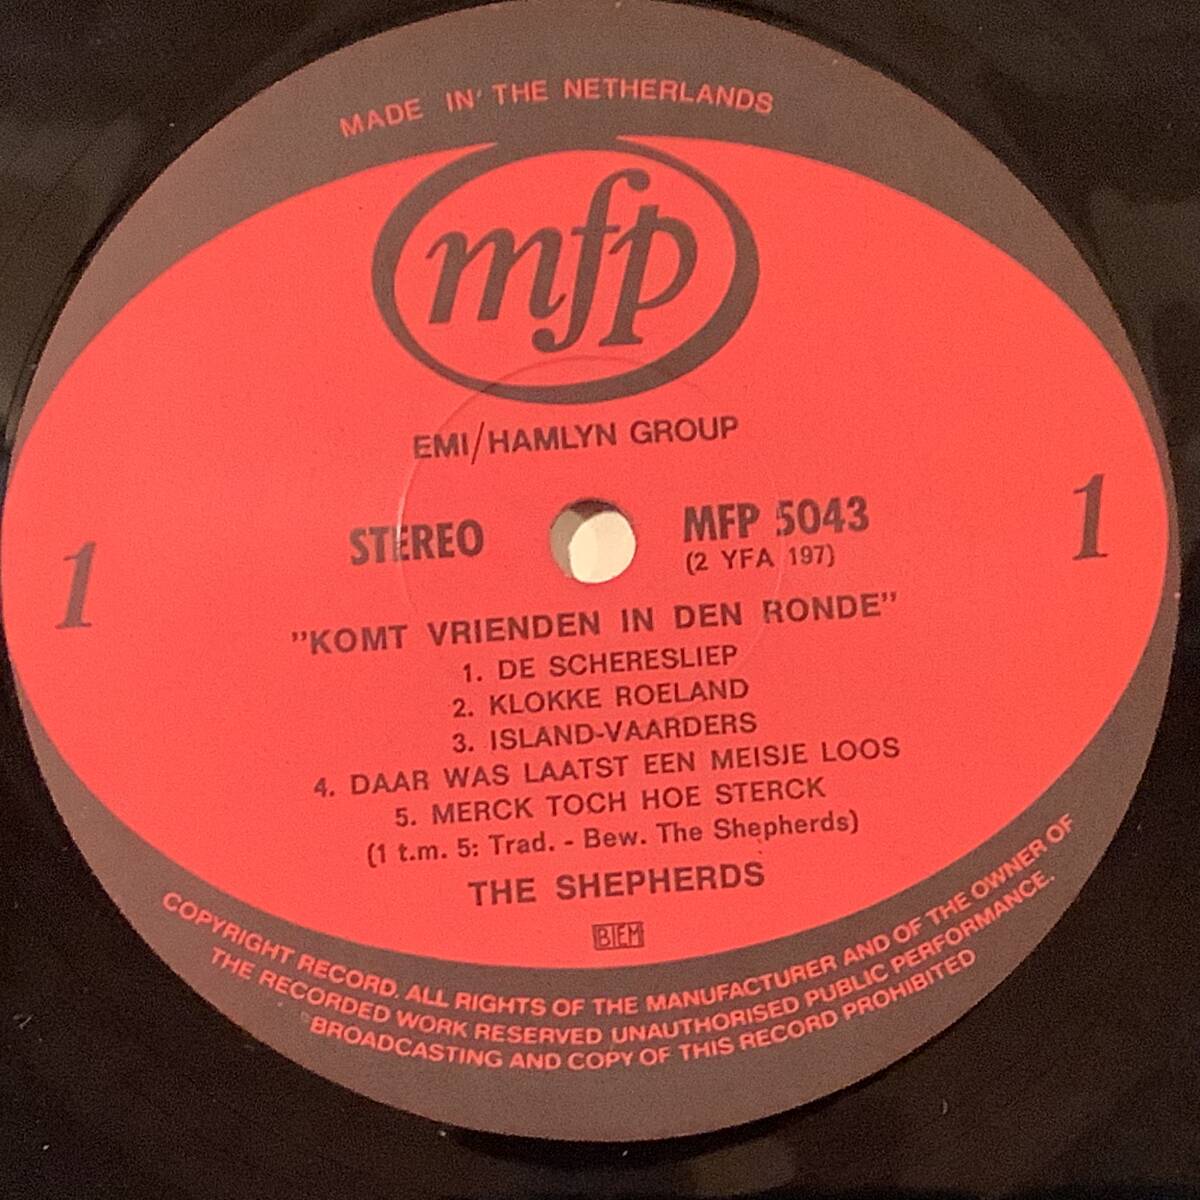 MADE IN THE NETHERLANDS
mfp
EMI/HAMLYN GROUP
STEREO MFP 5043
(2 YFA 197)
1 1
"KOMT VRIENDEN IN DEN RONDE"
1. DE SCHERESLIEP
2. KLOKKE ROELAND
3. ISLAND-VAARDERS
4. DAAR WAS LAATST EEN MEISJE LOOS
5. MERCK TOCH HOE STERCK
(1 t.m. 5: Trad. - Bew. The Shepherds)
THE SHEPHERDS
BIEM
COPYRIGHT RECORD. ALL RIGHTS OF THE MANUFACTURER AND OF THE OWNER OF
THE RECORDED WORK RESERVED UNAUTHORISED PUBLIC PERFORMANCE.
BROADCASTING AND COPY OF THIS RECORD PROHIBITED